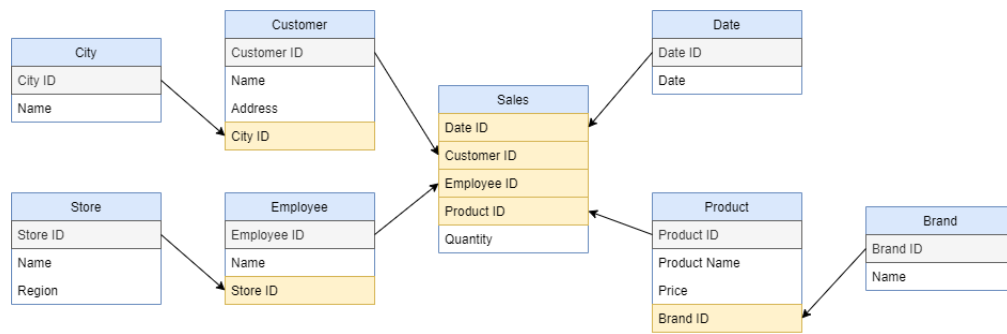 City
City ID
Name
Customer
Customer ID
Name
Address
City ID
Store
Store ID
Name
Region
Employee
Employee ID
Name
Store ID
Sales
Date ID
Customer ID
Employee ID
Product ID
Quantity
Date
Date ID
Date
Product
Product ID
Product Name
Price
Brand ID
Brand
Brand ID
Name